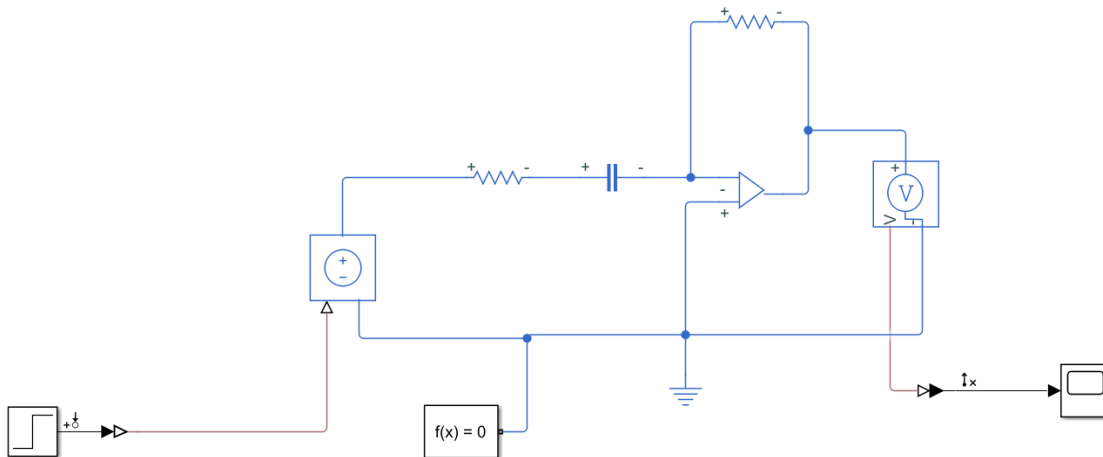 + -
+ - + -
-
+
+
V
-
+
-
f(x) = 0